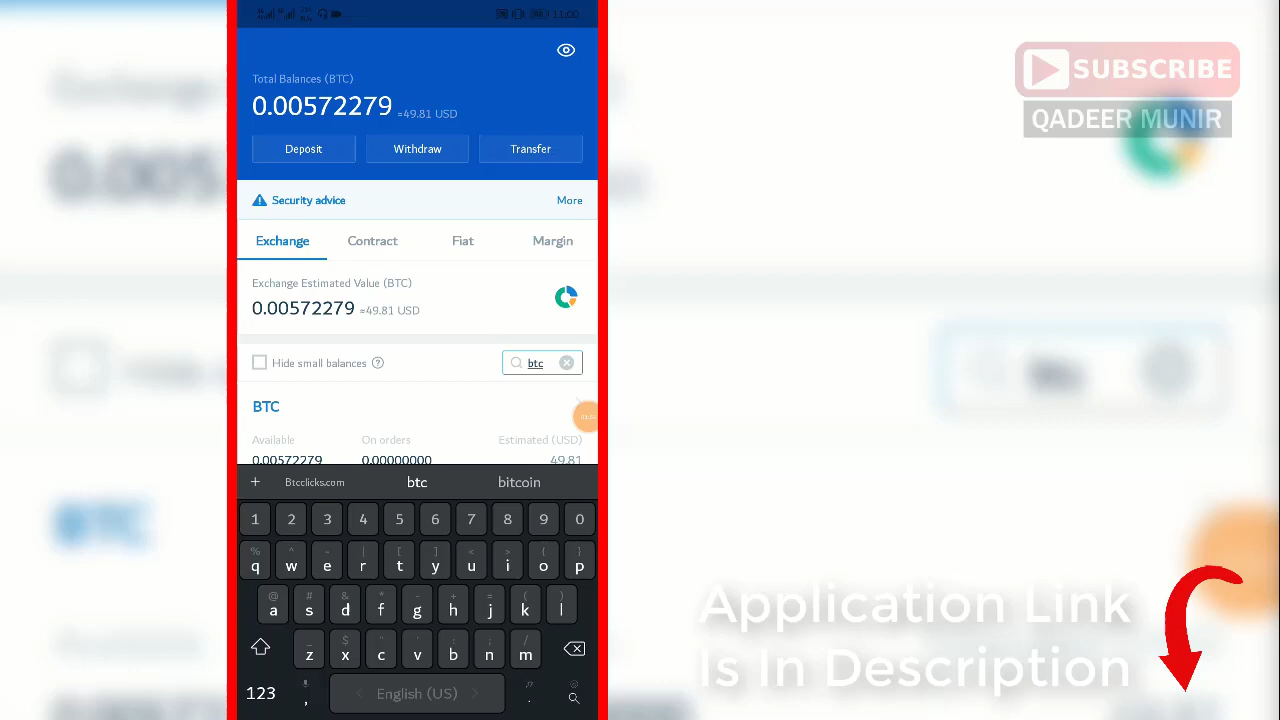 11:00
Total Balances (BTC)
0.00572279 ≈49.81 USD
Deposit Withdraw Transfer
Security advice More
Exchange Contract Fiat Margin
Exchange Estimated Value (BTC)
0.00572279 ≈49.81 USD
Hide small balances ? btc
BTC
Available On orders Estimated (USD)
0.00572279 0.00000000 49.81
+ Btcclicks.com btc bitcoin
1 2 3 4 5 6 7 8 9 0
% ^ ~ | [ ] < > { }
q w e r t y u i o p
@ # & * - + = ( )
a s d f g h j k l
_ $ " ' : ; /
z x c v b n m
123 , < English (US) > .
SUBSCRIBE
QADEER MUNIR
Application Link
Is In Description